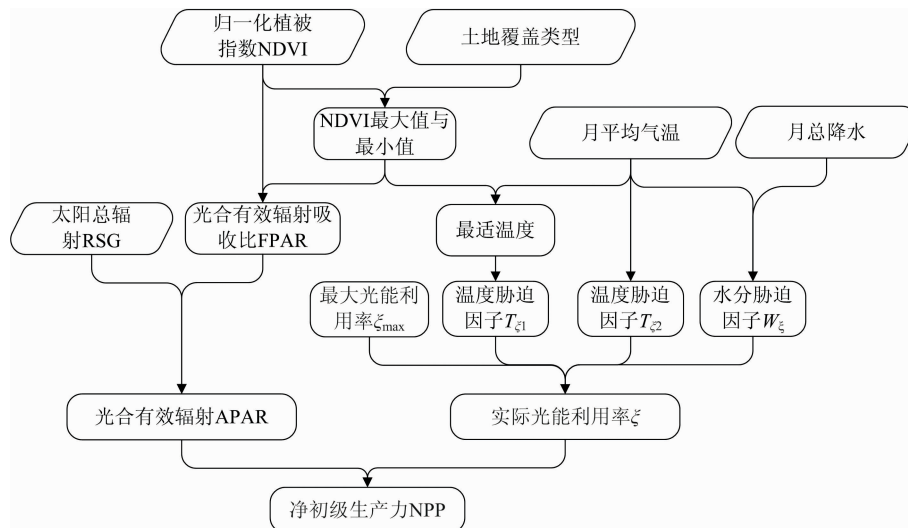 归一化植被
指数NDVI
土地覆盖类型
NDVI最大值与
最小值
月平均气温
月总降水
太阳总辐
射RSG
光合有效辐射吸
收比FPAR
最适温度
最大光能利
用率ξmax
温度胁迫
因子Tξ1
温度胁迫
因子Tξ2
水分胁迫
因子Wξ
光合有效辐射APAR
实际光能利用率ξ
净初级生产力NPP